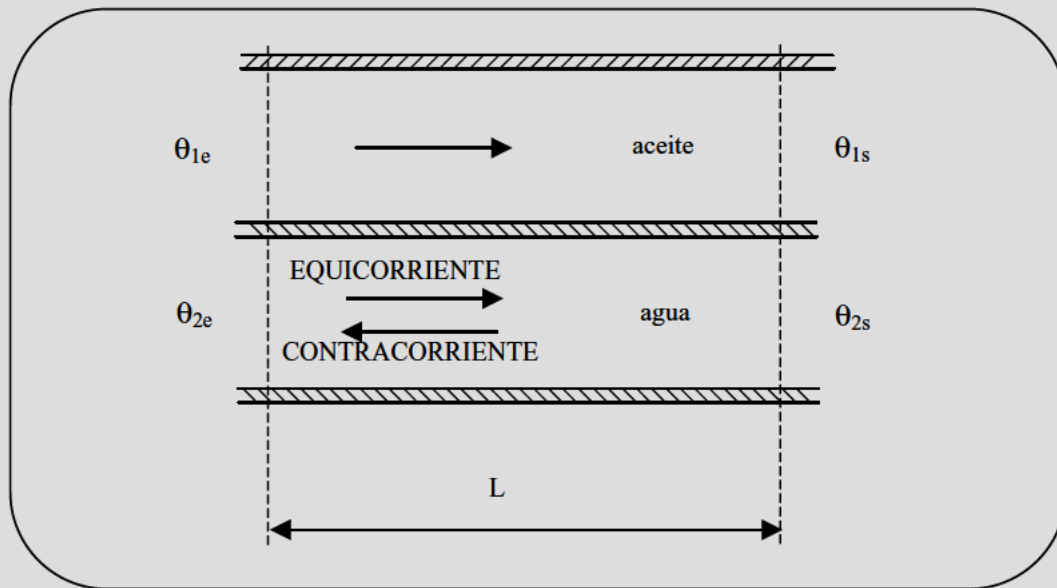 θ1e
aceite
θ1s
EQUICORRIENTE
θ2e
agua
θ2s
CONTRACORRIENTE
L